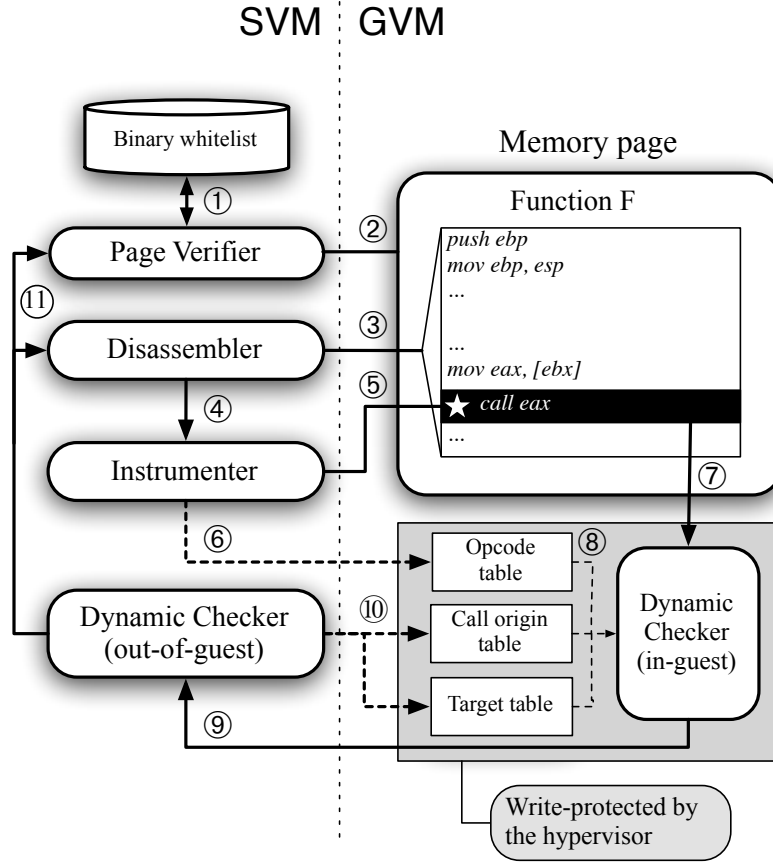 SVM
GVM
Binary whitelist
①
Memory page
Page Verifier
②
Function F
push ebp
mov ebp, esp
...
...
mov eax, [ebx]
call eax
...
⑪
Disassembler
③
④
⑤
Instrumenter
⑦
⑥
Opcode
table
⑧
Dynamic Checker
(out-of-guest)
⑩
Call origin
table
Dynamic
Checker
(in-guest)
Target table
⑨
Write-protected by
the hypervisor